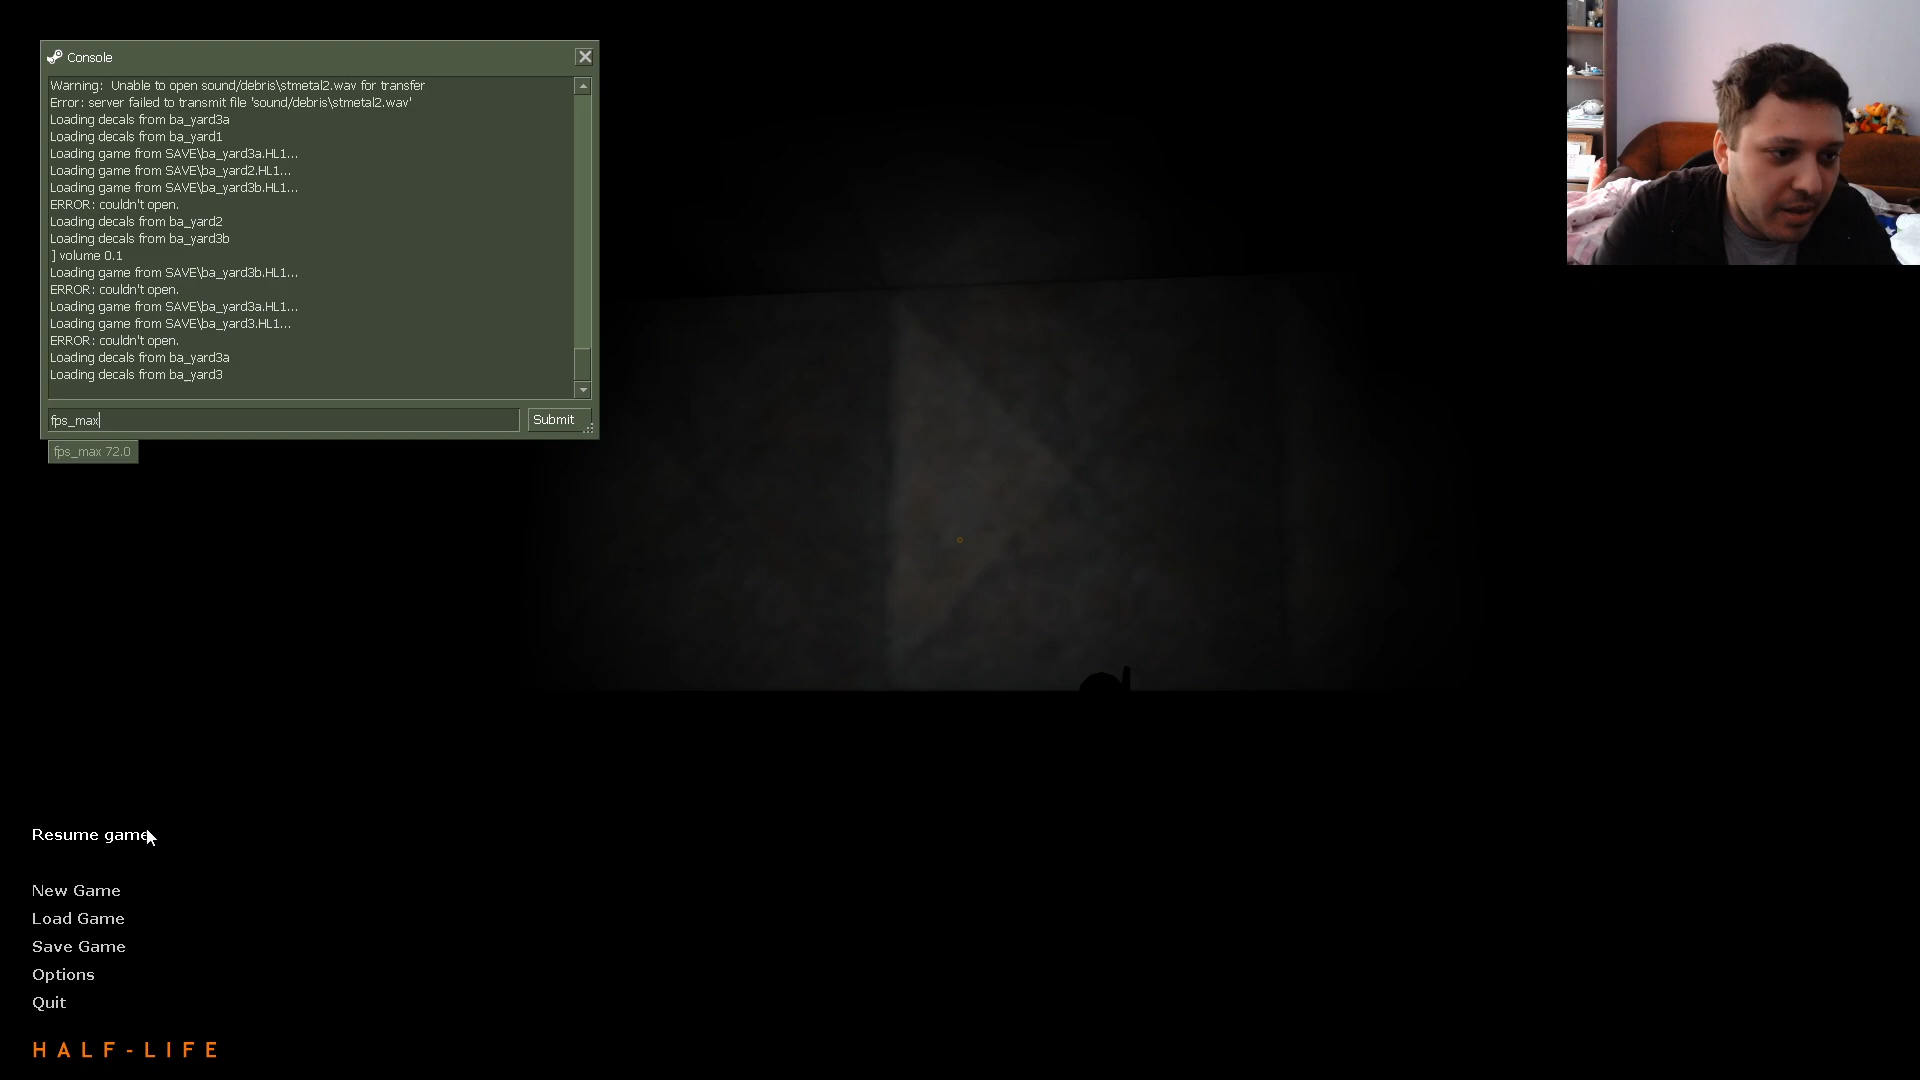 Console
Warning:  Unable to open sound/debris\stmetal2.wav for transfer
Error: server failed to transmit file 'sound/debris\stmetal2.wav'
Loading decals from ba_yard3a
Loading decals from ba_yard1
Loading game from SAVE\ba_yard3a.HL1...
Loading game from SAVE\ba_yard2.HL1...
Loading game from SAVE\ba_yard3b.HL1...
ERROR: couldn't open.
Loading decals from ba_yard2
Loading decals from ba_yard3b
] volume 0.1
Loading game from SAVE\ba_yard3b.HL1...
ERROR: couldn't open.
Loading game from SAVE\ba_yard3a.HL1...
Loading game from SAVE\ba_yard3.HL1...
ERROR: couldn't open.
Loading decals from ba_yard3a
Loading decals from ba_yard3
fps_max
Submit
fps_max 72.0
Resume game
New Game
Load Game
Save Game
Options
Quit
HALF-LIFE